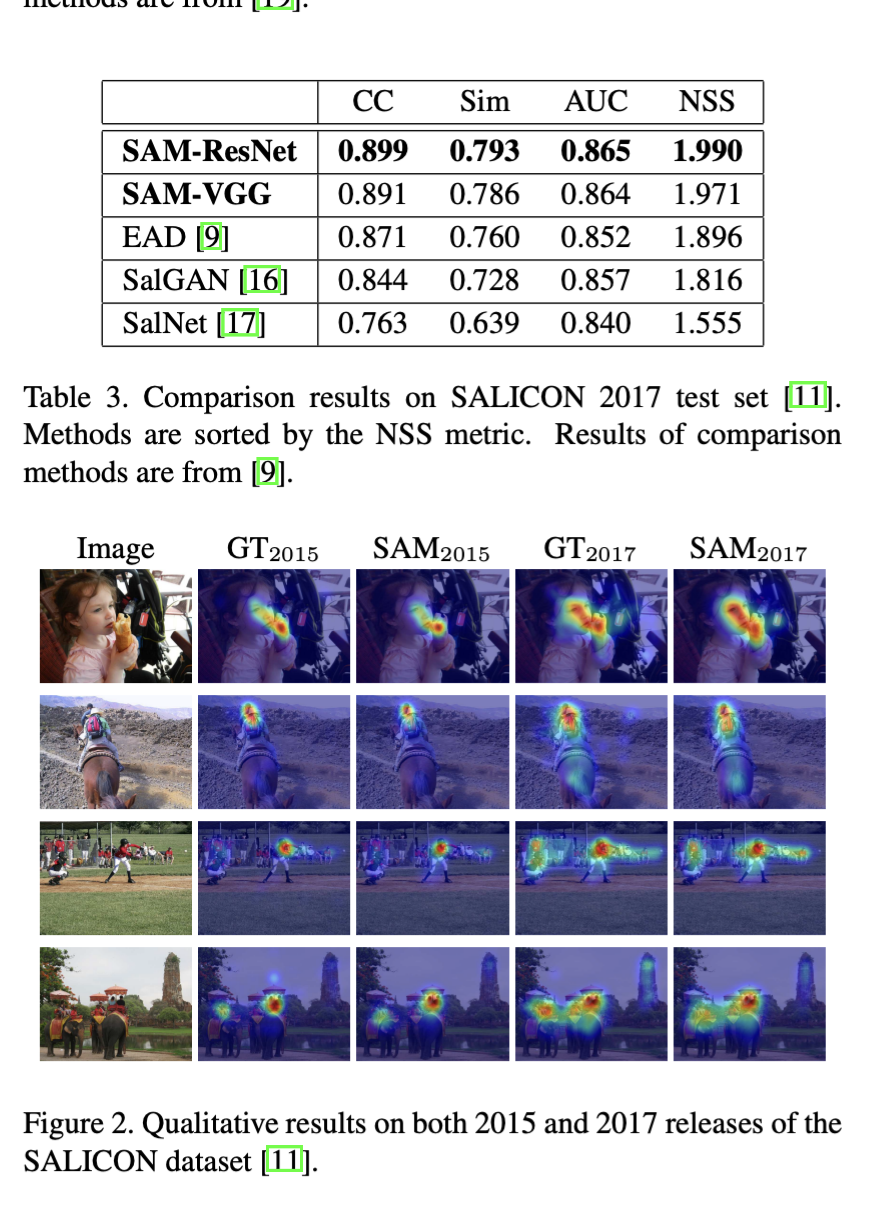 methods are from [19].
CC Sim AUC NSS
SAM-ResNet 0.899 0.793 0.865 1.990
SAM-VGG 0.891 0.786 0.864 1.971
EAD [9] 0.871 0.760 0.852 1.896
SalGAN [16] 0.844 0.728 0.857 1.816
SalNet [17] 0.763 0.639 0.840 1.555
Table 3. Comparison results on SALICON 2017 test set [11].
Methods are sorted by the NSS metric. Results of comparison
methods are from [9].
Image GT2015 SAM2015 GT2017 SAM2017
Figure 2. Qualitative results on both 2015 and 2017 releases of the
SALICON dataset [11].